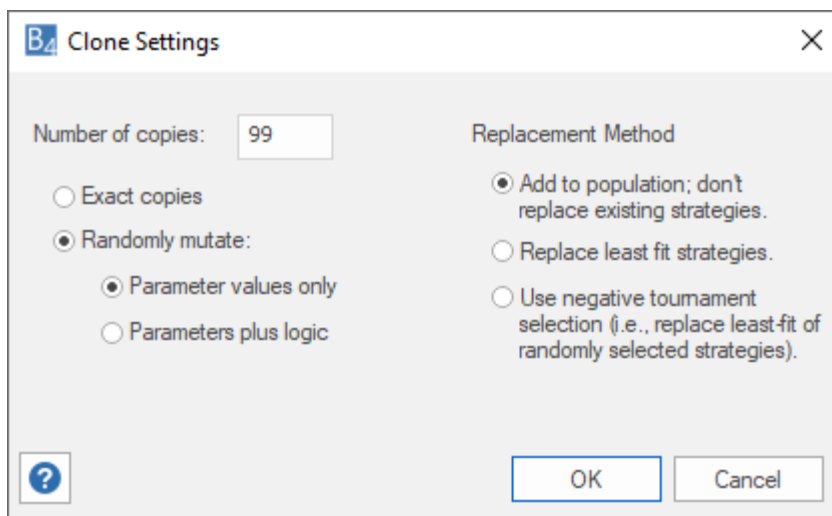 B4 Clone Settings
Number of copies: 99
Exact copies
Randomly mutate:
Parameter values only
Parameters plus logic
Replacement Method
Add to population; don't
replace existing strategies.
Replace least fit strategies.
Use negative tournament
selection (i.e., replace least-fit of
randomly selected strategies).
?
OK
Cancel